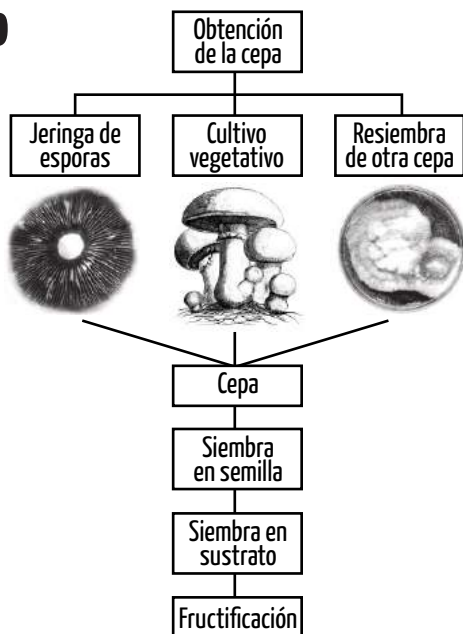 Obtención
de la cepa
Jeringa de
esporas
Cultivo
vegetativo
Resiembra
de otra cepa
Cepa
Siembra
en semilla
Siembra en
sustrato
Fructificación